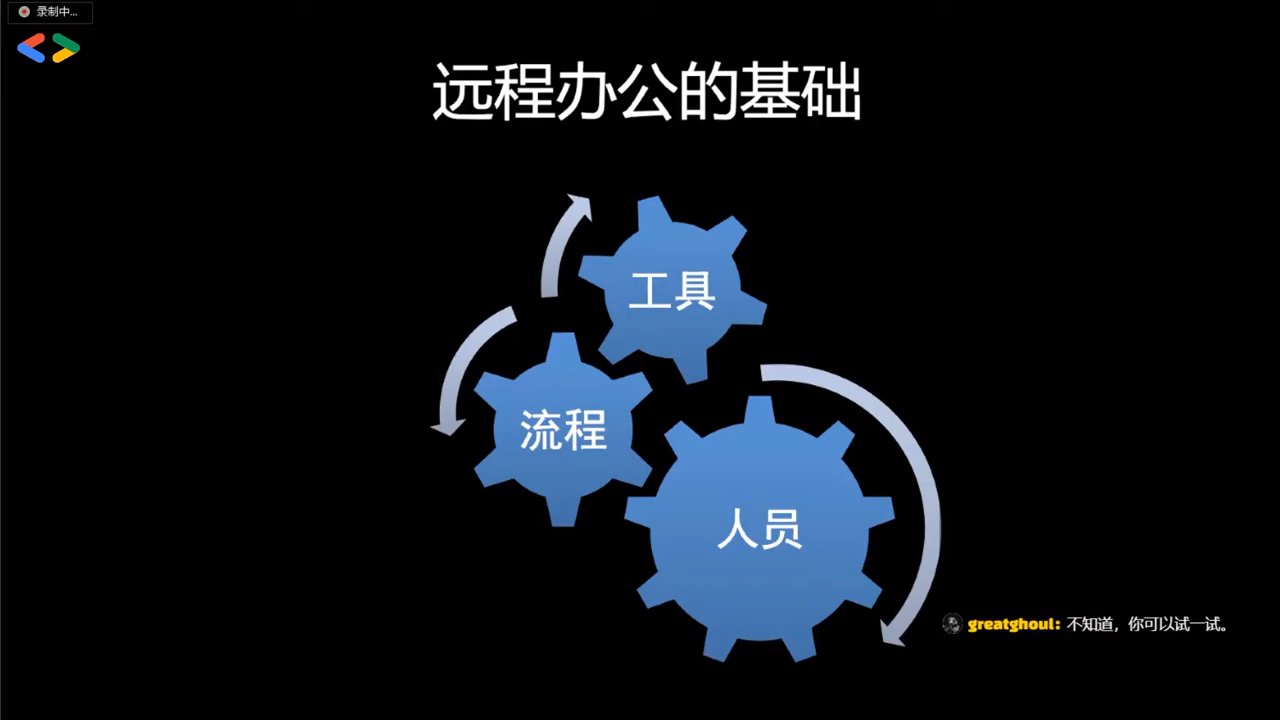 录制中...
远程办公的基础
工具
流程
人员
greatghoul: 不知道，你可以试一试。